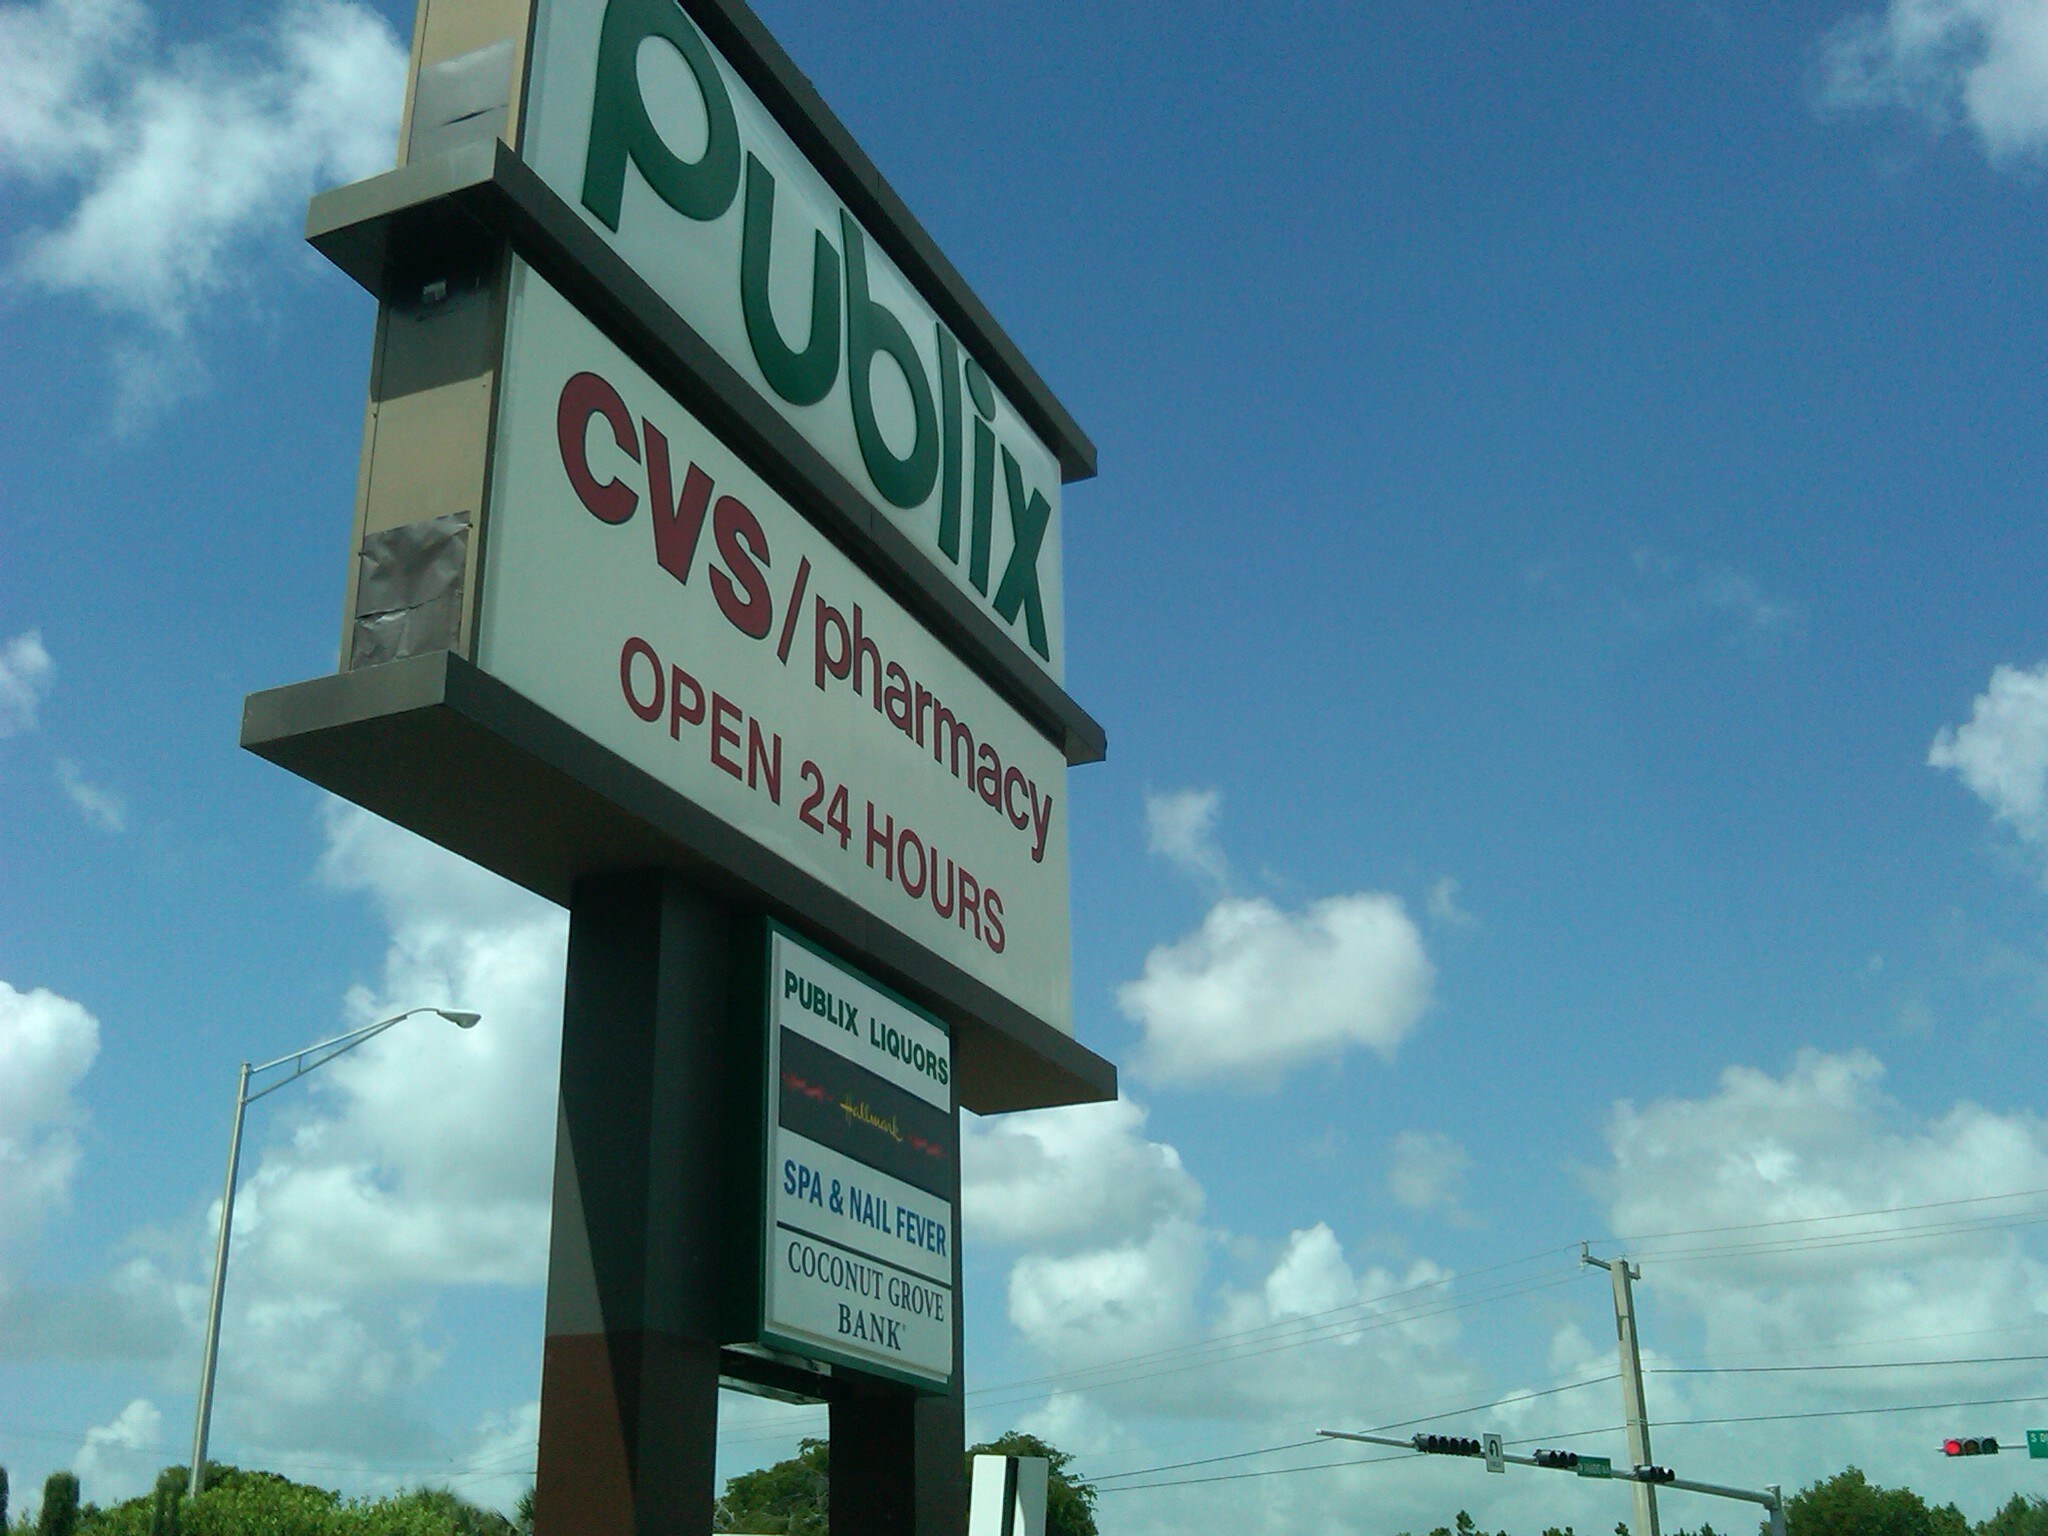 Publix
CVS/pharmacy
OPEN 24 HOURS
PUBLIX LIQUORS
Hallmark
SPA & NAIL FEVER
COCONUT GROVE
BANK